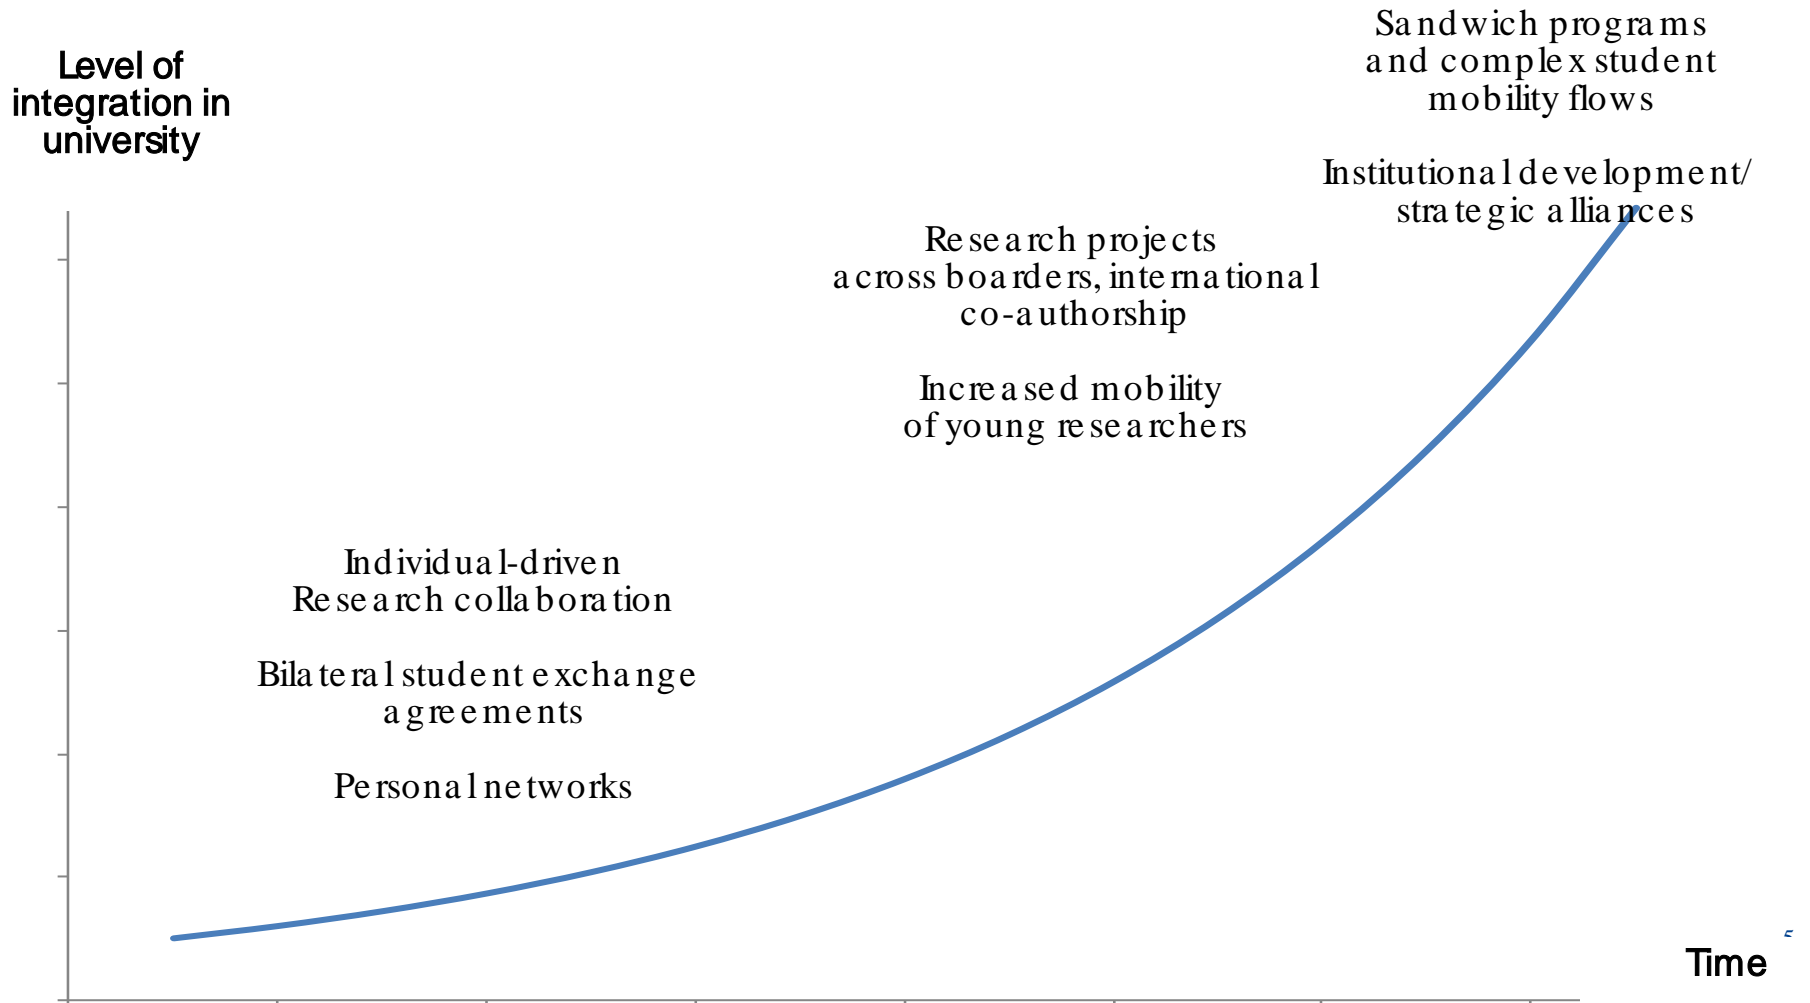 Level of
integration in
university
Sandwich programs
and complex student
mobility flows
Institutional development/
strategic alliances
Research projects
across boarders, international
co-authorship
Increased mobility
of young researchers
Individual-driven
Research collaboration
Bilateral student exchange
agreements
Personal networks
Time